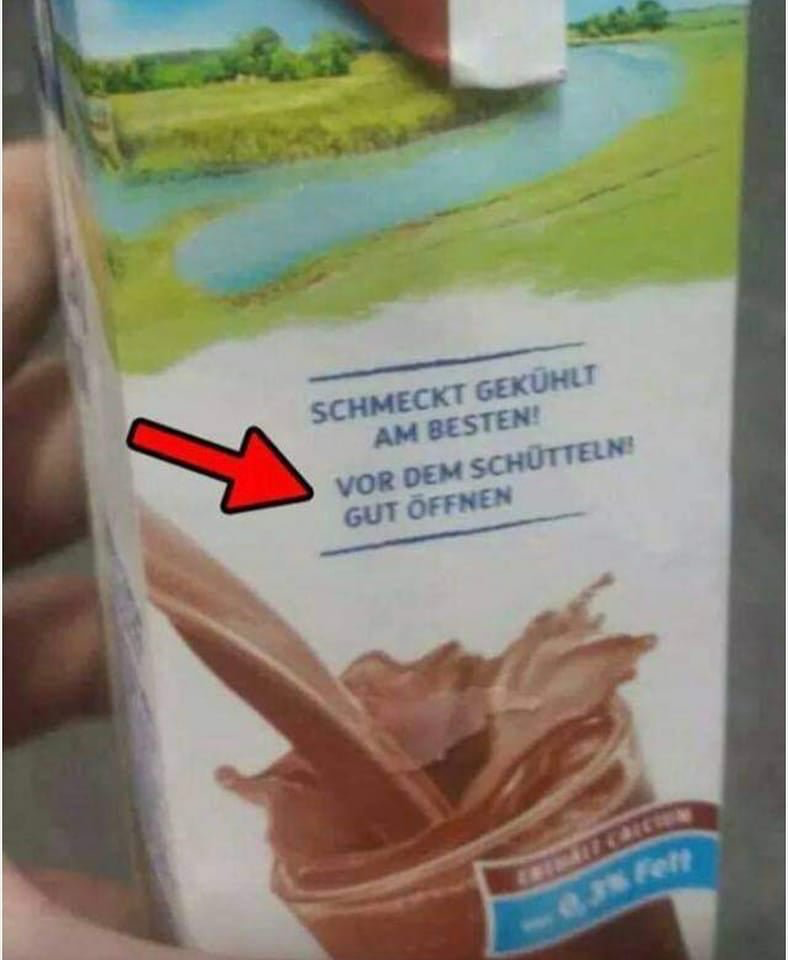 SCHMECKT GEKÜHLT
AM BESTEN!
VOR DEM SCHÜTTELN!
GUT ÖFFNEN
ENTHÄLT CALCIUM
0,3% Fett